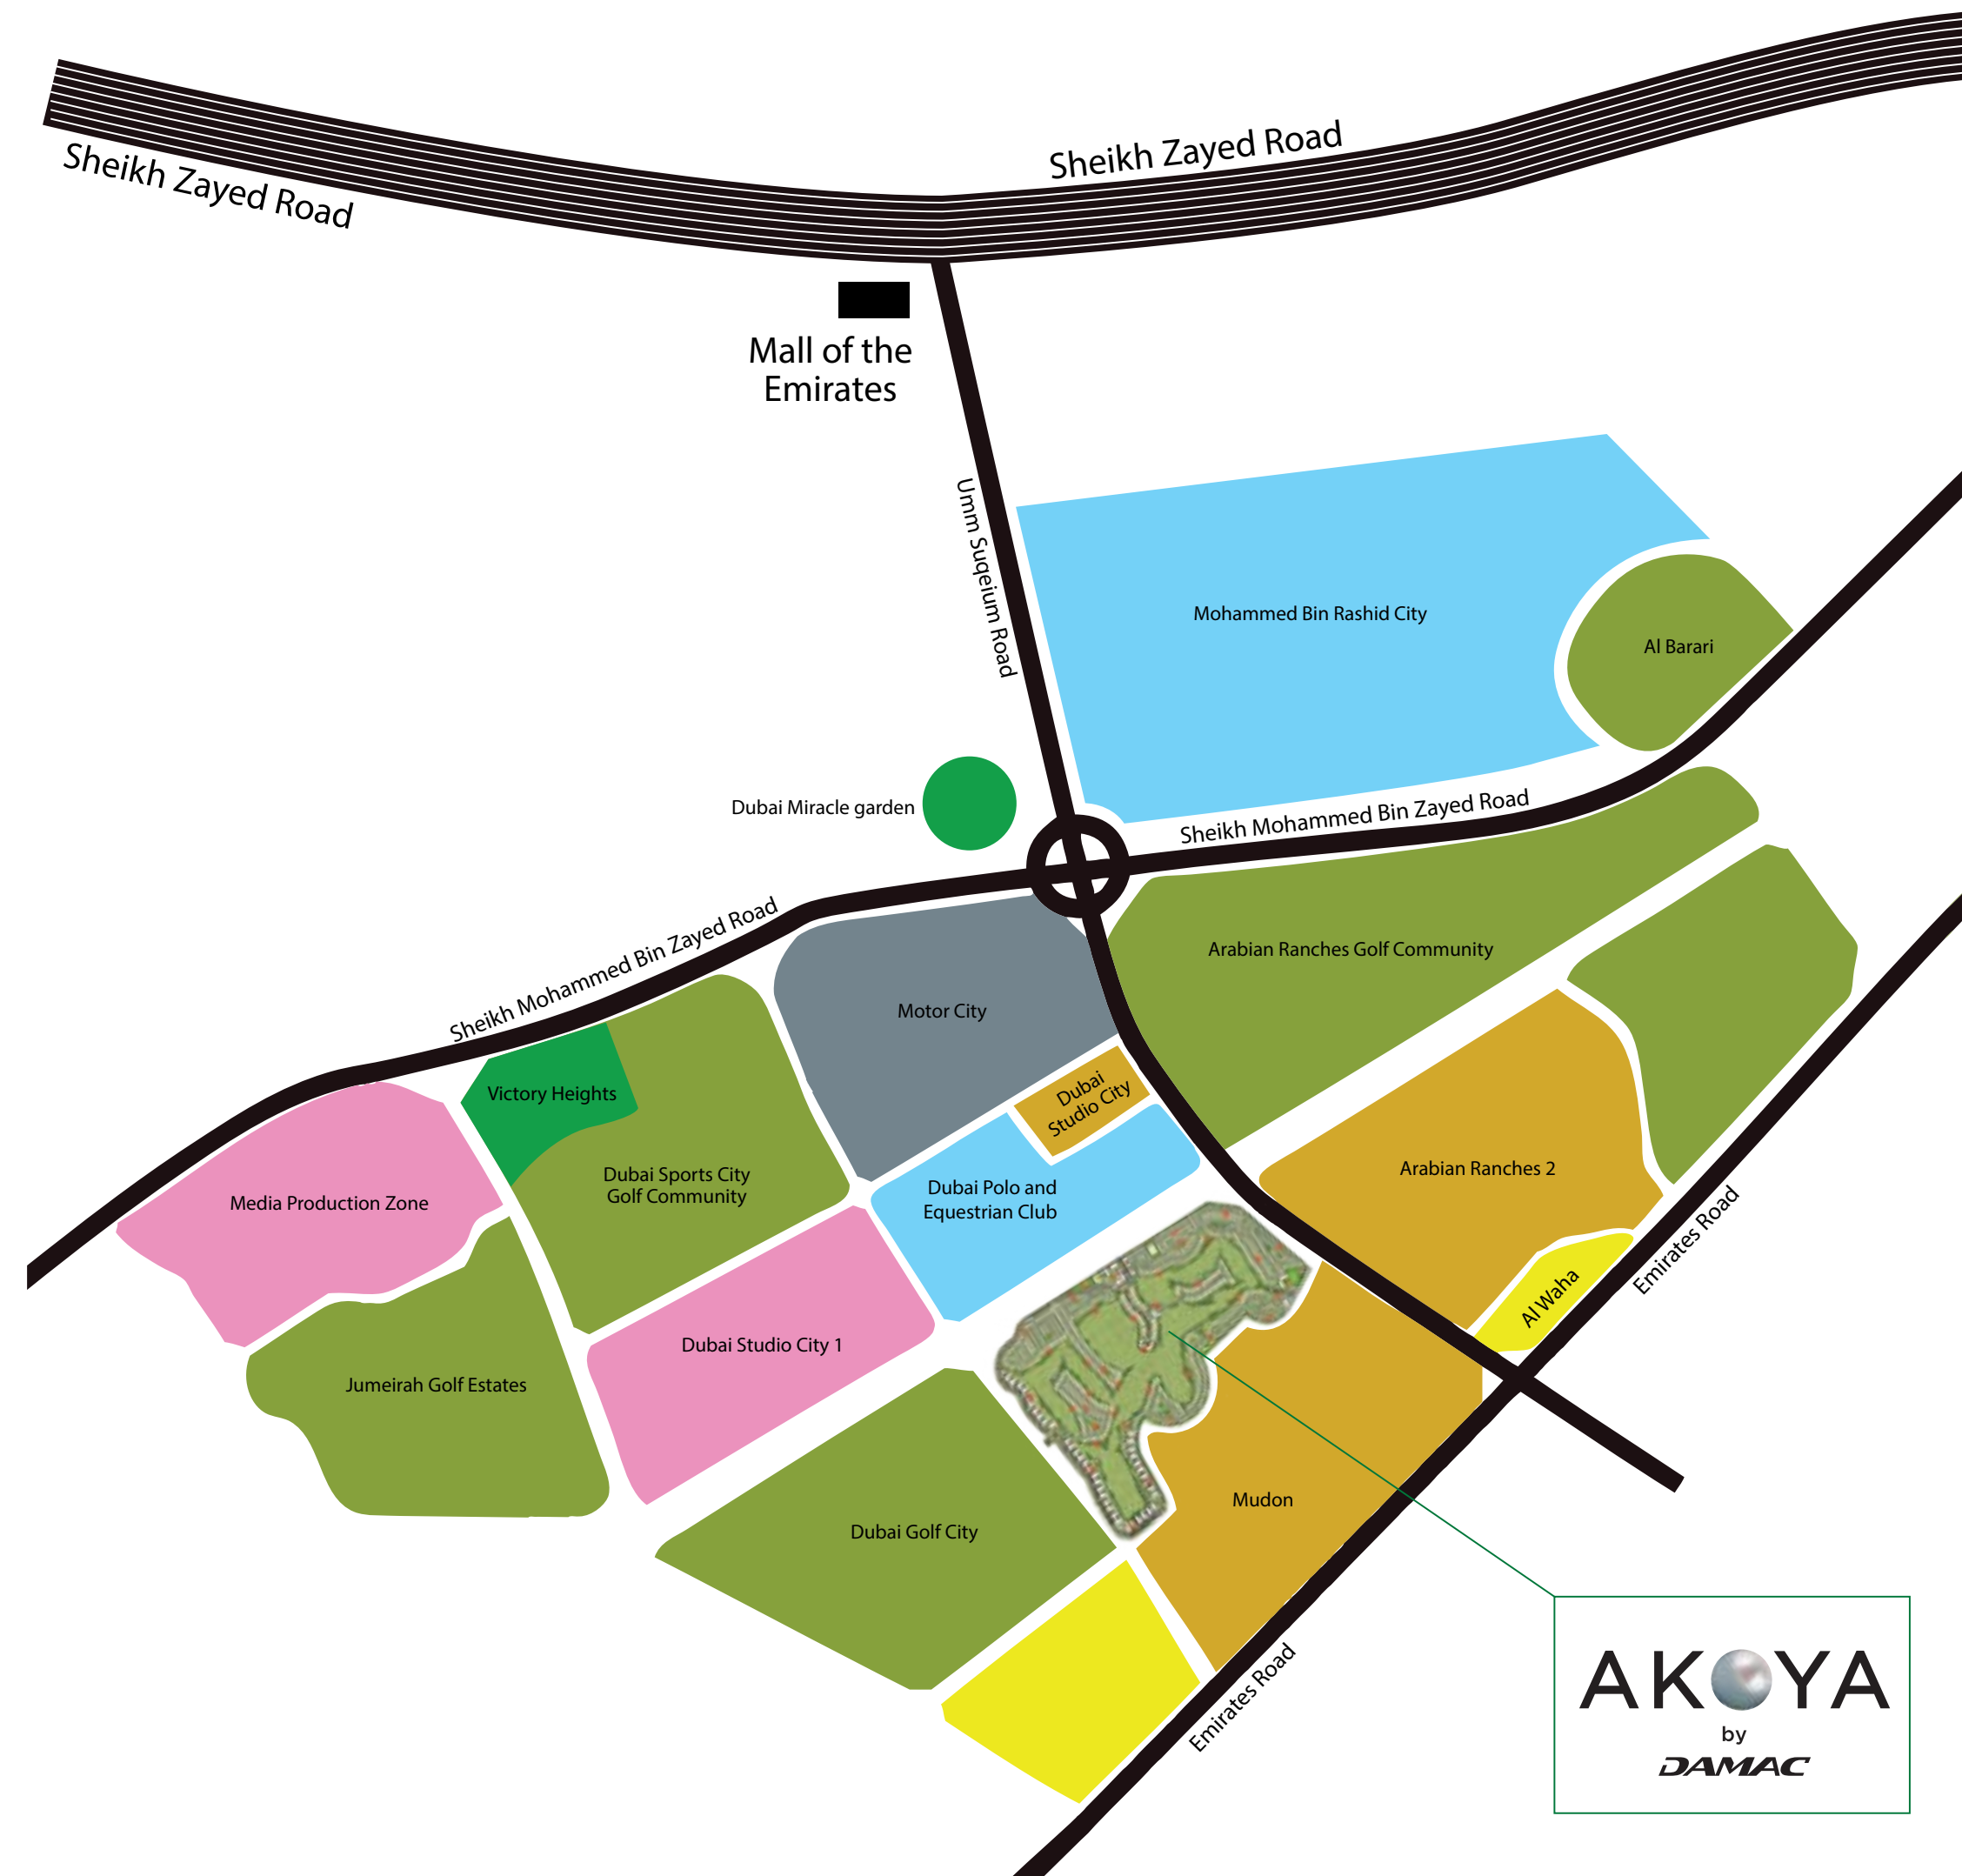 Sheikh Zayed Road
Sheikh Zayed Road
Mall of the
Emirates
Umm Suqeium Road
Mohammed Bin Rashid City
Al Barari
Dubai Miracle garden
Sheikh Mohammed Bin Zayed Road
Sheikh Mohammed Bin Zayed Road
Arabian Ranches Golf Community
Motor City
Victory Heights
Dubai
Studio City
Dubai Sports City
Golf Community
Arabian Ranches 2
Media Production Zone
Dubai Polo and
Equestrian Club
Emirates Road
Al Waha
Dubai Studio City 1
Jumeirah Golf Estates
Mudon
Dubai Golf City
Emirates Road
AKOYA
by
DAMAC